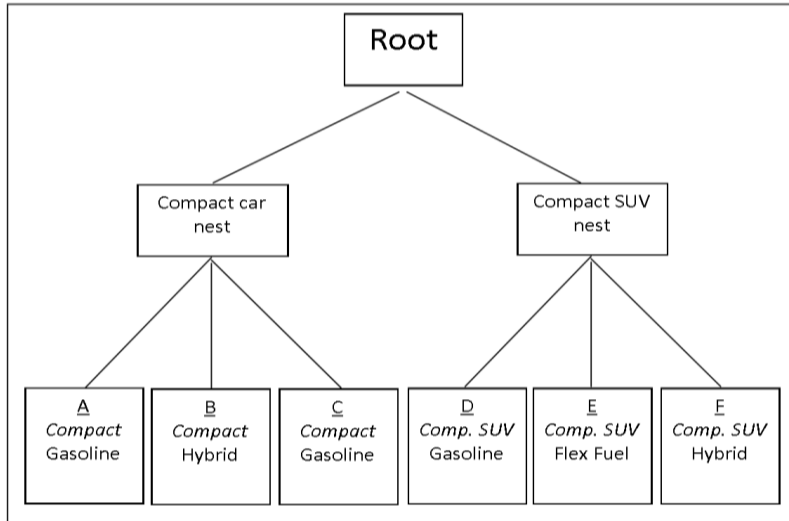 Root
Compact car
nest
Compact SUV
nest
A
Compact
Gasoline
B
Compact
Hybrid
C
Compact
Gasoline
D
Comp. SUV
Gasoline
E
Comp. SUV
Flex Fuel
F
Comp. SUV
Hybrid